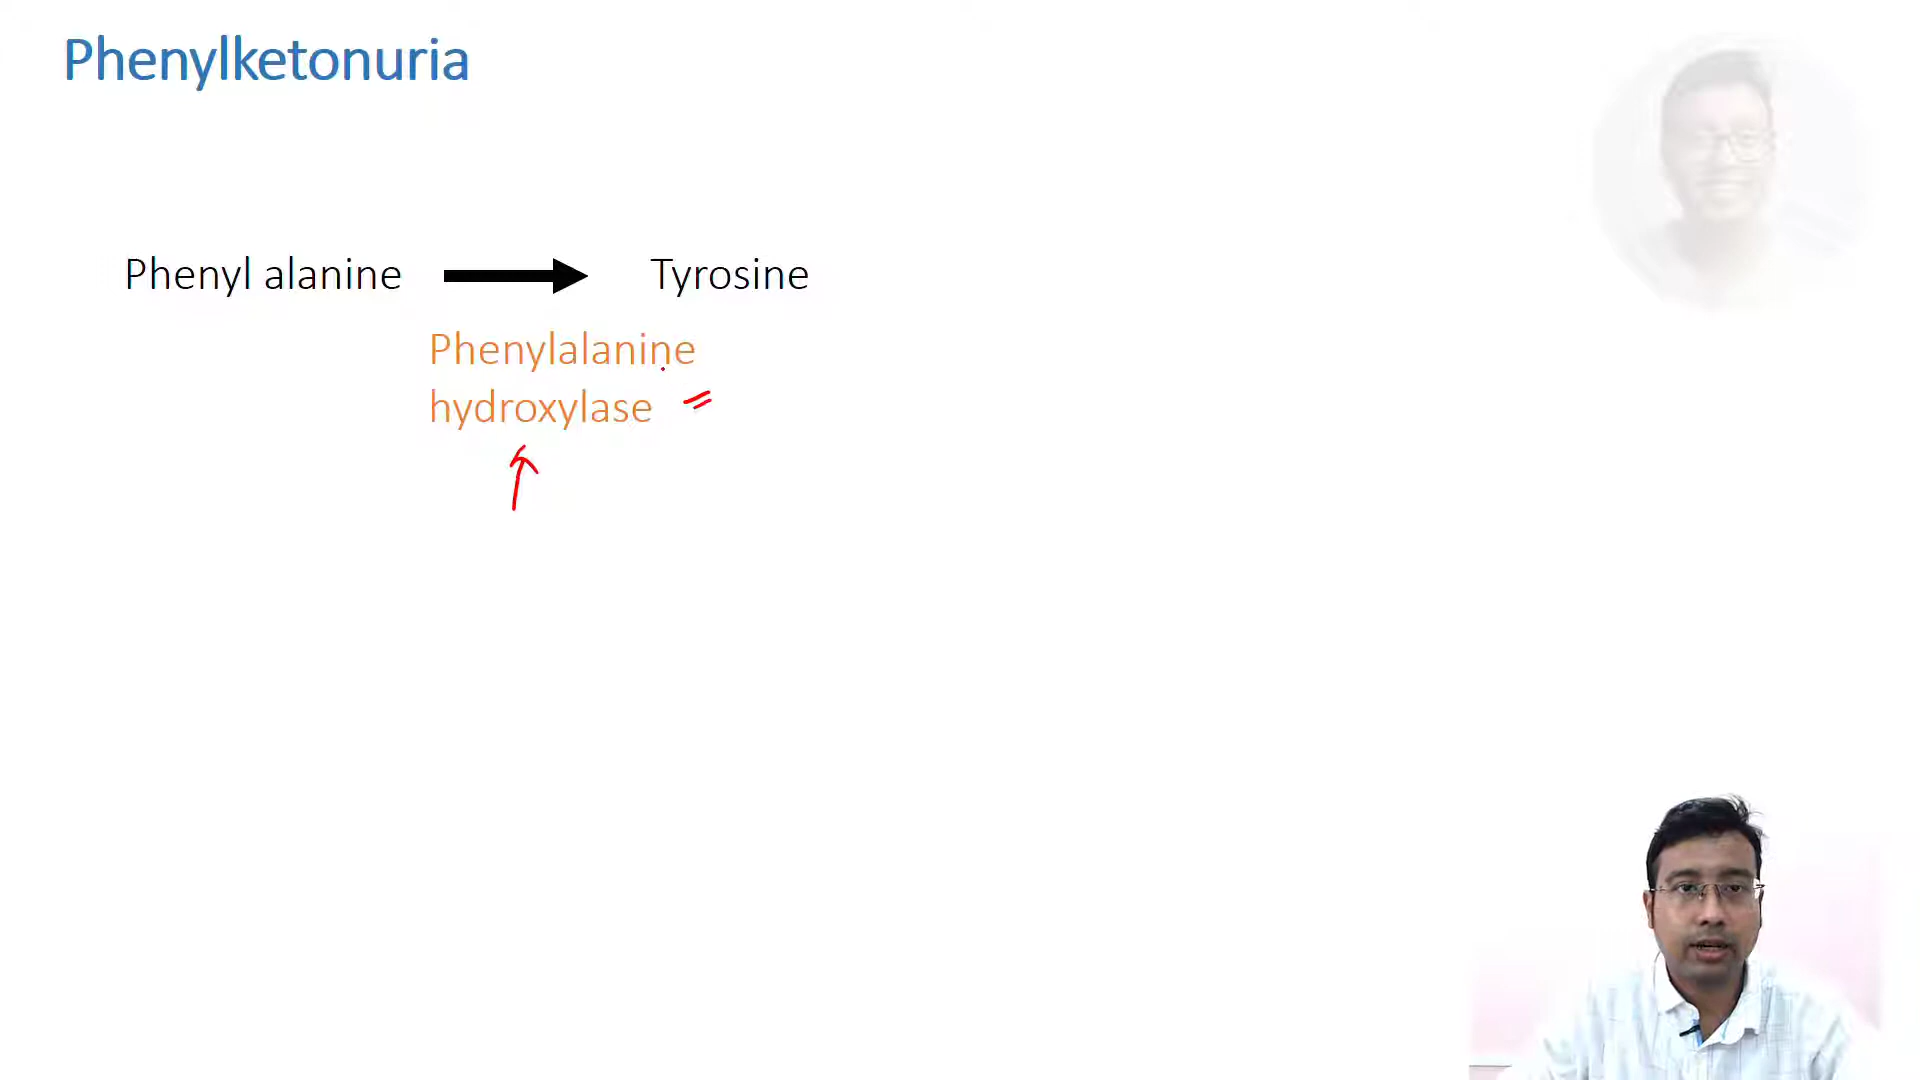 Phenylketonuria
Phenyl alanine Tyrosine
Phenylalanine
hydroxylase